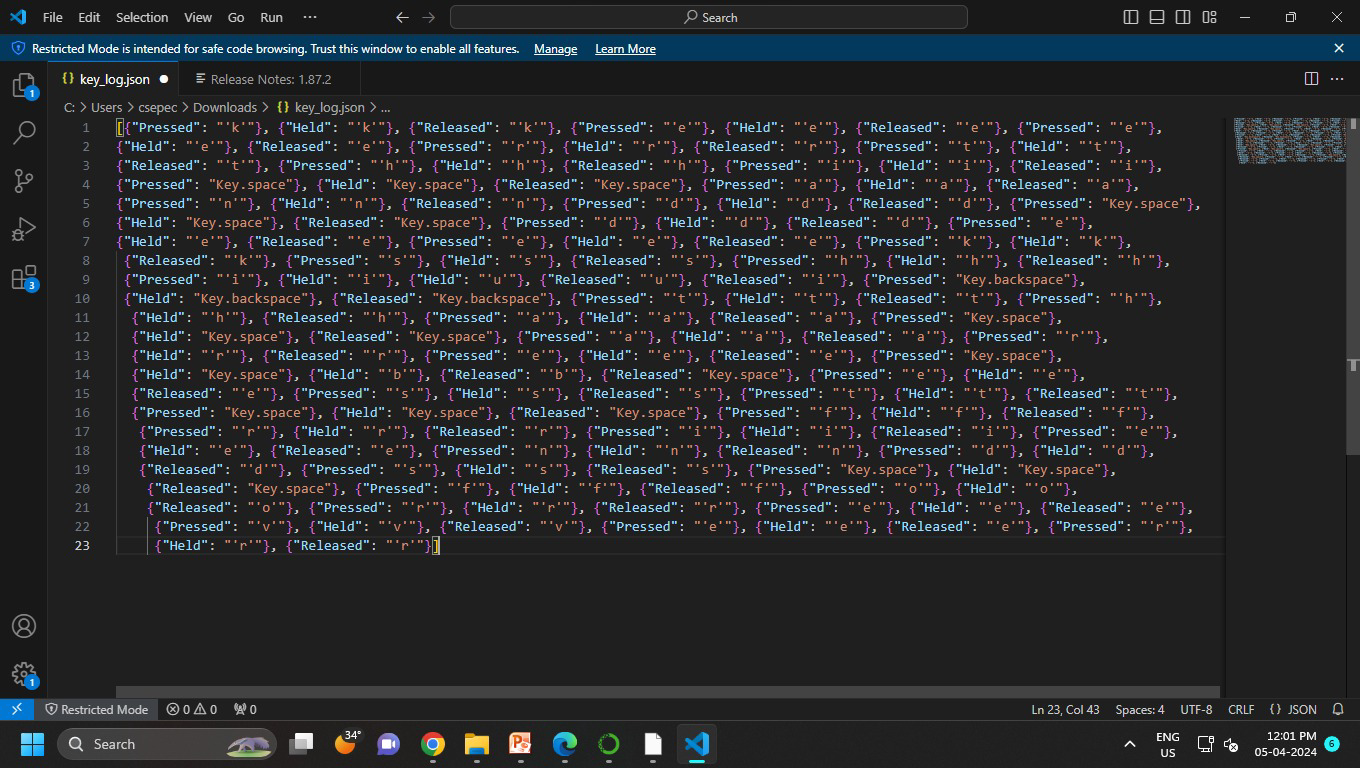 File Edit Selection View Go Run ··· Search
Restricted Mode is intended for safe code browsing. Trust this window to enable all features. Manage Learn More
{} key_log.json ● Release Notes: 1.87.2
C: > Users > csepec > Downloads > {} key_log.json > ...
1 [{"Pressed": "'k'"}, {"Held": "'k'"}, {"Released": "'k'"}, {"Pressed": "'e'"}, {"Held": "'e'"}, {"Released": "'e'"}, {"Pressed": "'e'"},
2 {"Held": "'e'"}, {"Released": "'e'"}, {"Pressed": "'r'"}, {"Held": "'r'"}, {"Released": "'r'"}, {"Pressed": "'t'"}, {"Held": "'t'"},
3 {"Released": "'t'"}, {"Pressed": "'h'"}, {"Held": "'h'"}, {"Released": "'h'"}, {"Pressed": "'i'"}, {"Held": "'i'"}, {"Released": "'i'"},
4 {"Pressed": "Key.space"}, {"Held": "Key.space"}, {"Released": "Key.space"}, {"Pressed": "'a'"}, {"Held": "'a'"}, {"Released": "'a'"},
5 {"Pressed": "'n'"}, {"Held": "'n'"}, {"Released": "'n'"}, {"Pressed": "'d'"}, {"Held": "'d'"}, {"Released": "'d'"}, {"Pressed": "Key.space"},
6 {"Held": "Key.space"}, {"Released": "Key.space"}, {"Pressed": "'d'"}, {"Held": "'d'"}, {"Released": "'d'"}, {"Pressed": "'e'"},
7 {"Held": "'e'"}, {"Released": "'e'"}, {"Pressed": "'e'"}, {"Held": "'e'"}, {"Released": "'e'"}, {"Pressed": "'k'"}, {"Held": "'k'"},
8 {"Released": "'k'"}, {"Pressed": "'s'"}, {"Held": "'s'"}, {"Released": "'s'"}, {"Pressed": "'h'"}, {"Held": "'h'"}, {"Released": "'h'"},
9 {"Pressed": "'i'"}, {"Held": "'i'"}, {"Held": "'u'"}, {"Released": "'u'"}, {"Released": "'i'"}, {"Pressed": "Key.backspace"},
10 {"Held": "Key.backspace"}, {"Released": "Key.backspace"}, {"Pressed": "'t'"}, {"Held": "'t'"}, {"Released": "'t'"}, {"Pressed": "'h'"},
11 {"Held": "'h'"}, {"Released": "'h'"}, {"Pressed": "'a'"}, {"Held": "'a'"}, {"Released": "'a'"}, {"Pressed": "Key.space"},
12 {"Held": "Key.space"}, {"Released": "Key.space"}, {"Pressed": "'a'"}, {"Held": "'a'"}, {"Released": "'a'"}, {"Pressed": "'r'"},
13 {"Held": "'r'"}, {"Released": "'r'"}, {"Pressed": "'e'"}, {"Held": "'e'"}, {"Released": "'e'"}, {"Pressed": "Key.space"},
14 {"Held": "Key.space"}, {"Held": "'b'"}, {"Released": "'b'"}, {"Released": "Key.space"}, {"Pressed": "'e'"}, {"Held": "'e'"},
15 {"Released": "'e'"}, {"Pressed": "'s'"}, {"Held": "'s'"}, {"Released": "'s'"}, {"Pressed": "'t'"}, {"Held": "'t'"}, {"Released": "'t'"},
16 {"Pressed": "Key.space"}, {"Held": "Key.space"}, {"Released": "Key.space"}, {"Pressed": "'f'"}, {"Held": "'f'"}, {"Released": "'f'"},
17 {"Pressed": "'r'"}, {"Held": "'r'"}, {"Released": "'r'"}, {"Pressed": "'i'"}, {"Held": "'i'"}, {"Released": "'i'"}, {"Pressed": "'e'"},
18 {"Held": "'e'"}, {"Released": "'e'"}, {"Pressed": "'n'"}, {"Held": "'n'"}, {"Released": "'n'"}, {"Pressed": "'d'"}, {"Held": "'d'"},
19 {"Released": "'d'"}, {"Pressed": "'s'"}, {"Held": "'s'"}, {"Released": "'s'"}, {"Pressed": "Key.space"}, {"Held": "Key.space"},
20 {"Released": "Key.space"}, {"Pressed": "'f'"}, {"Held": "'f'"}, {"Released": "'f'"}, {"Pressed": "'o'"}, {"Held": "'o'"},
21 {"Released": "'o'"}, {"Pressed": "'r'"}, {"Held": "'r'"}, {"Released": "'r'"}, {"Pressed": "'e'"}, {"Held": "'e'"}, {"Released": "'e'"},
22 {"Pressed": "'v'"}, {"Held": "'v'"}, {"Released": "'v'"}, {"Pressed": "'e'"}, {"Held": "'e'"}, {"Released": "'e'"}, {"Pressed": "'r'"},
23 {"Held": "'r'"}, {"Released": "'r'"}]
1
3
1
Restricted Mode 0 0 0 Ln 23, Col 43 Spaces: 4 UTF-8 CRLF {} JSON
Search 34° ENG US 12:01 PM 05-04-2024 6